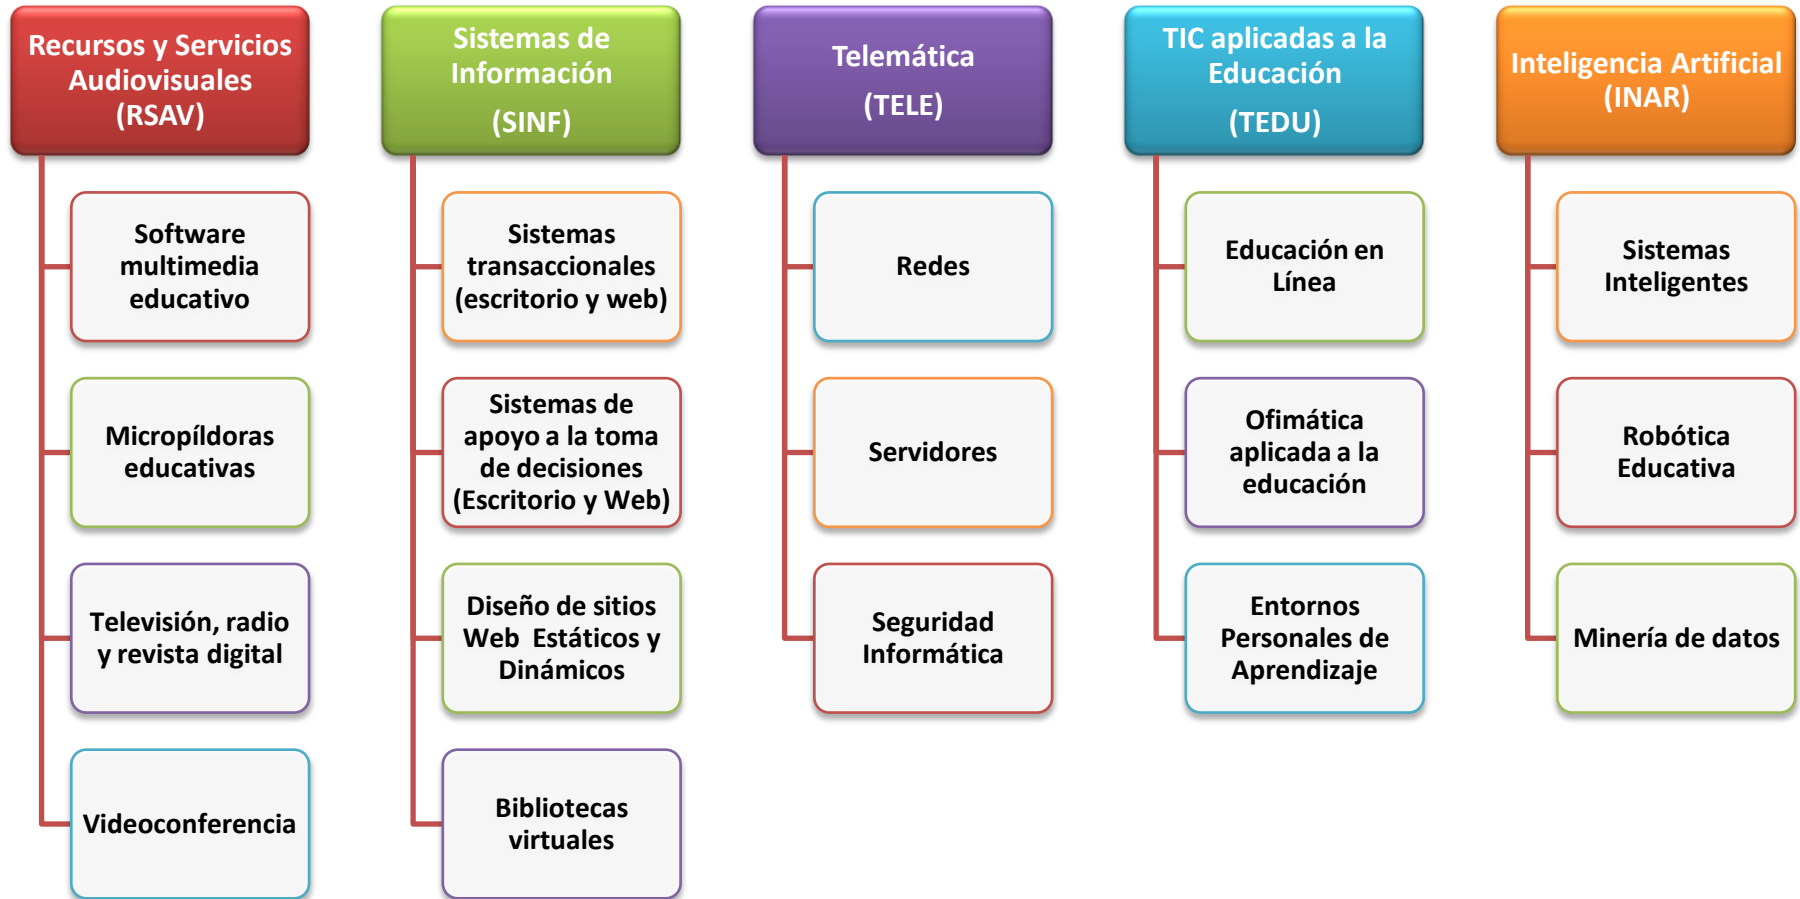 Recursos y Servicios
Audiovisuales
(RSAV)
Software
multimedia
educativo
Micropíldoras
educativas
Televisión, radio
y revista digital
Videoconferencia
Sistemas de
Información
(SINF)
Sistemas
transaccionales
(escritorio y web)
Sistemas de
apoyo a la toma
de decisiones
(Escritorio y Web)
Diseño de sitios
Web  Estáticos y
Dinámicos
Bibliotecas
virtuales
Telemática
(TELE)
Redes
Servidores
Seguridad
Informática
TIC aplicadas a la
Educación
(TEDU)
Educación en
Línea
Ofimática
aplicada a la
educación
Entornos
Personales de
Aprendizaje
Inteligencia Artificial
(INAR)
Sistemas
Inteligentes
Robótica
Educativa
Minería de datos